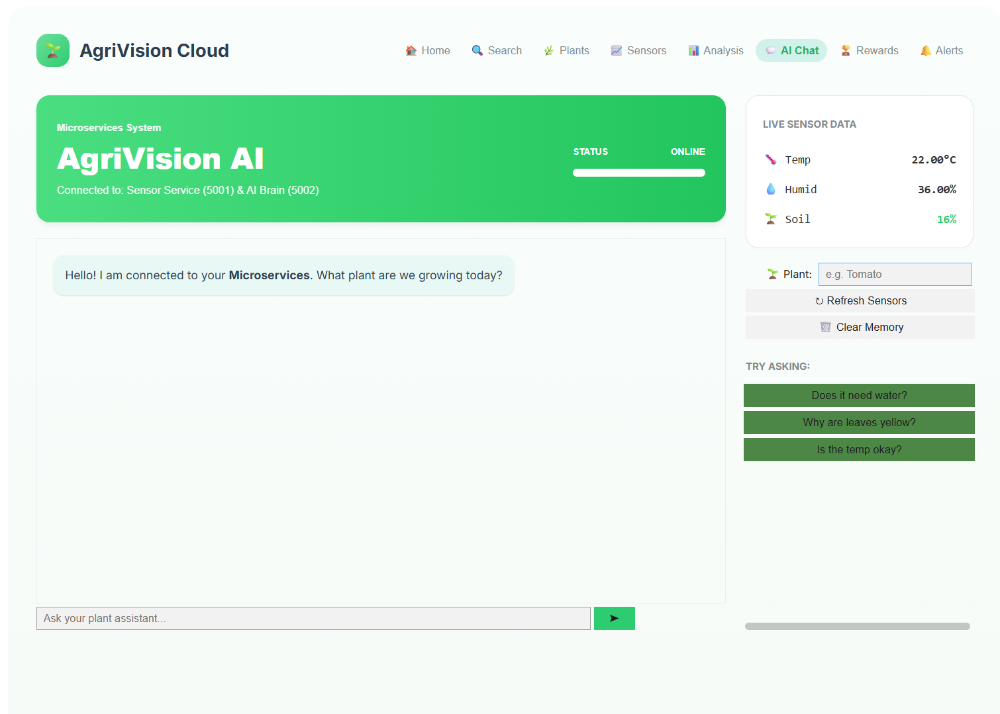 AgriVision Cloud
Home Search Plants Sensors Analysis AI Chat Rewards Alerts
Microservices System
AgriVision AI
Connected to: Sensor Service (5001) & AI Brain (5002)
STATUS ONLINE
Hello! I am connected to your Microservices. What plant are we growing today?
Ask your plant assistant...
LIVE SENSOR DATA
Temp 22.00°C
Humid 36.00%
Soil 16%
Plant: e.g. Tomato
↻ Refresh Sensors
Clear Memory
TRY ASKING:
Does it need water?
Why are leaves yellow?
Is the temp okay?